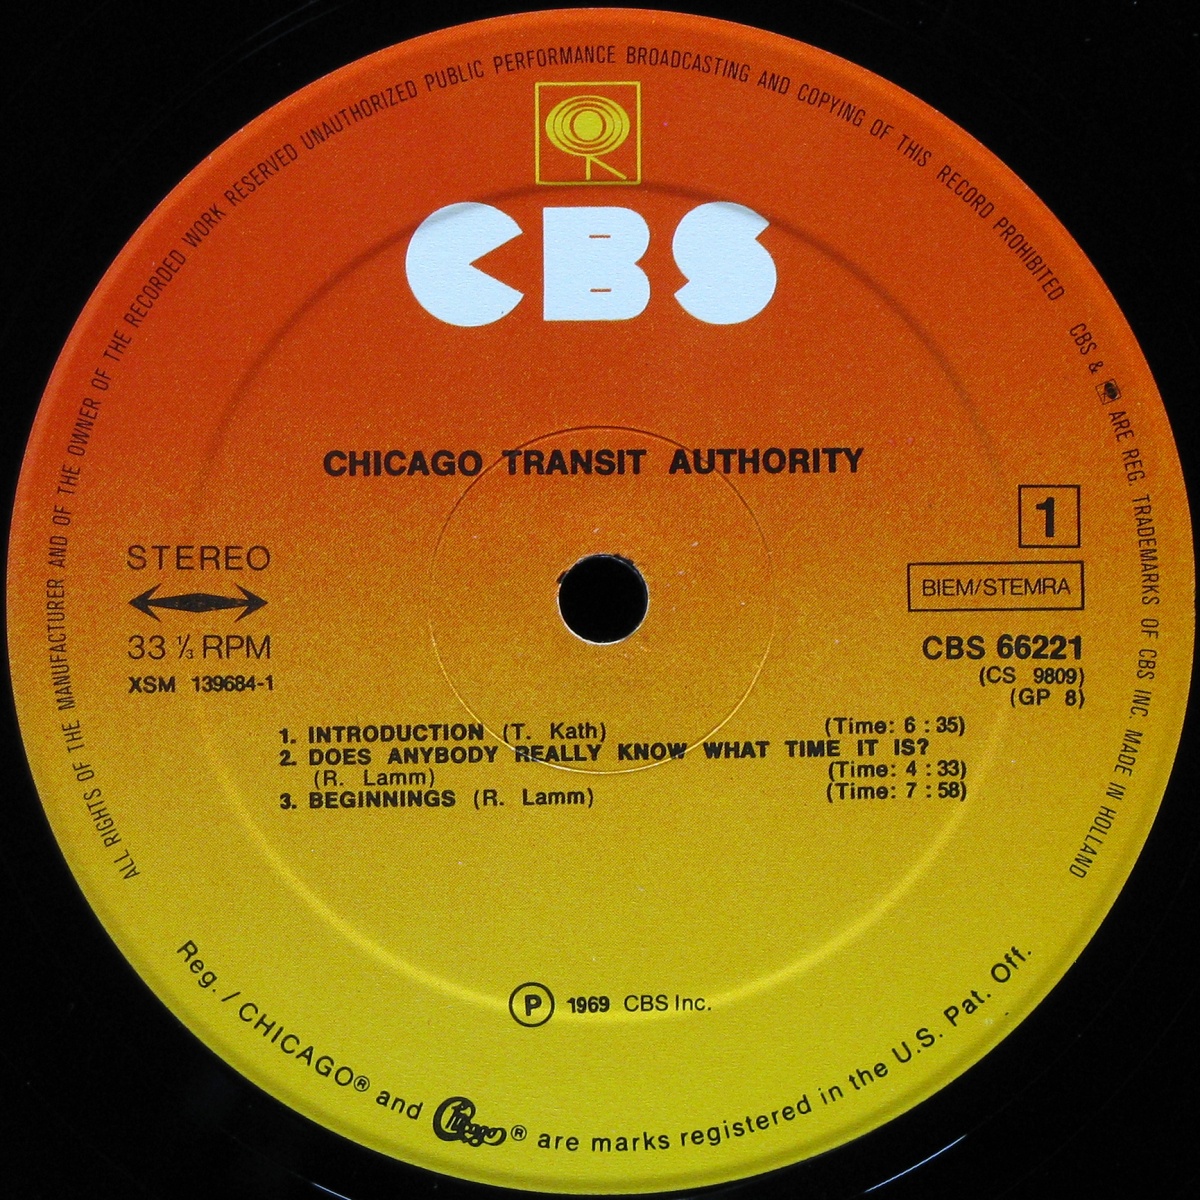 ALL RIGHTS OF THE MANUFACTURER AND OF THE OWNER OF THE RECORDED WORK RESERVED UNAUTHORIZED PUBLIC PERFORMANCE BROADCASTING AND COPYING OF THIS RECORD PROHIBITED CBS & ARE REG. TRADEMARKS OF CBS INC. MADE IN HOLLAND
CBS
CHICAGO TRANSIT AUTHORITY
1
STEREO
BIEM/STEMRA
33 ⅓ RPM
CBS 66221
XSM 139684-1
(CS 9809)
(GP 8)
1. INTRODUCTION (T. Kath) (Time: 6 : 35)
2. DOES ANYBODY REALLY KNOW WHAT TIME IT IS?
(R. Lamm) (Time: 4 : 33)
3. BEGINNINGS (R. Lamm) (Time: 7 : 58)
Ⓟ 1969 CBS Inc.
Reg. / CHICAGO® and Chicago® are marks registered in the U.S. Pat. Off.